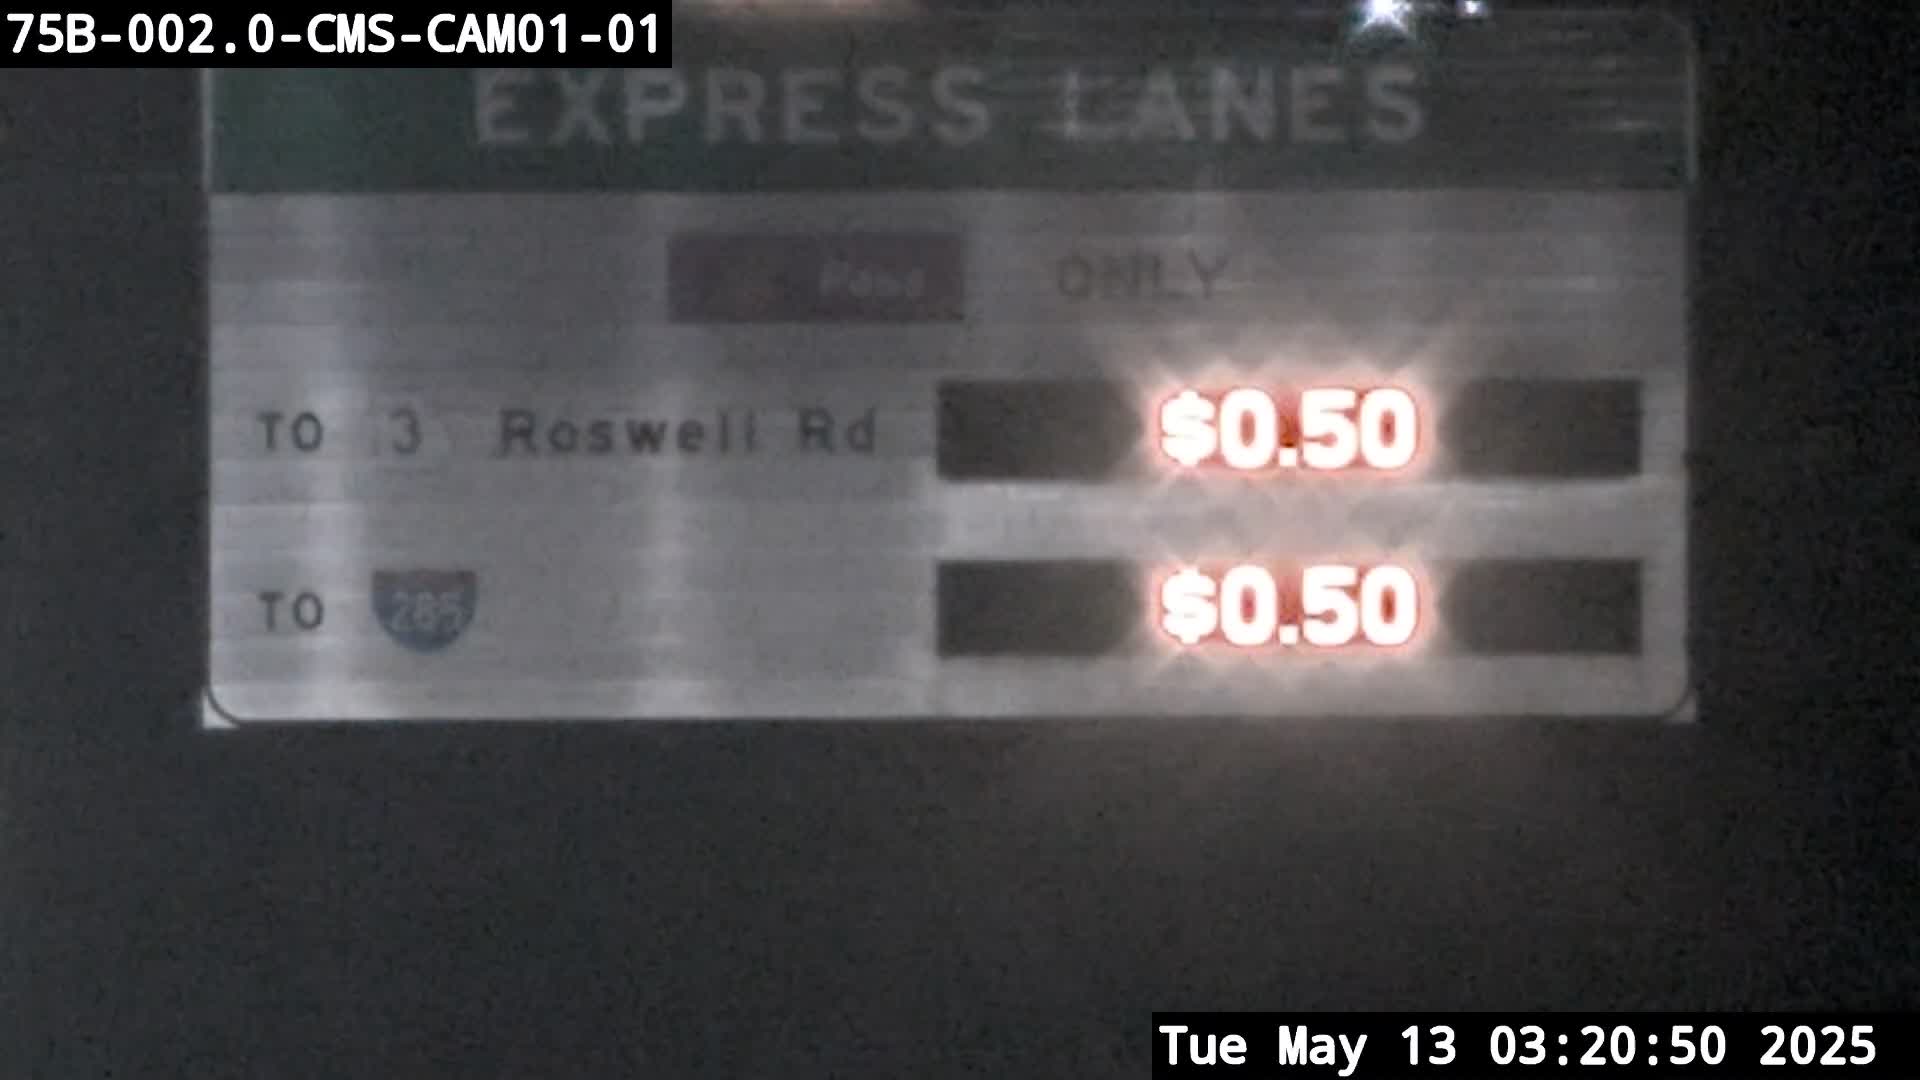 75B-002.0-CMS-CAM01-01
EXPRESS LANES
Pass ONLY
TO 3 Roswell Rd $0.50
TO 285 $0.50
Tue May 13 03:20:50 2025